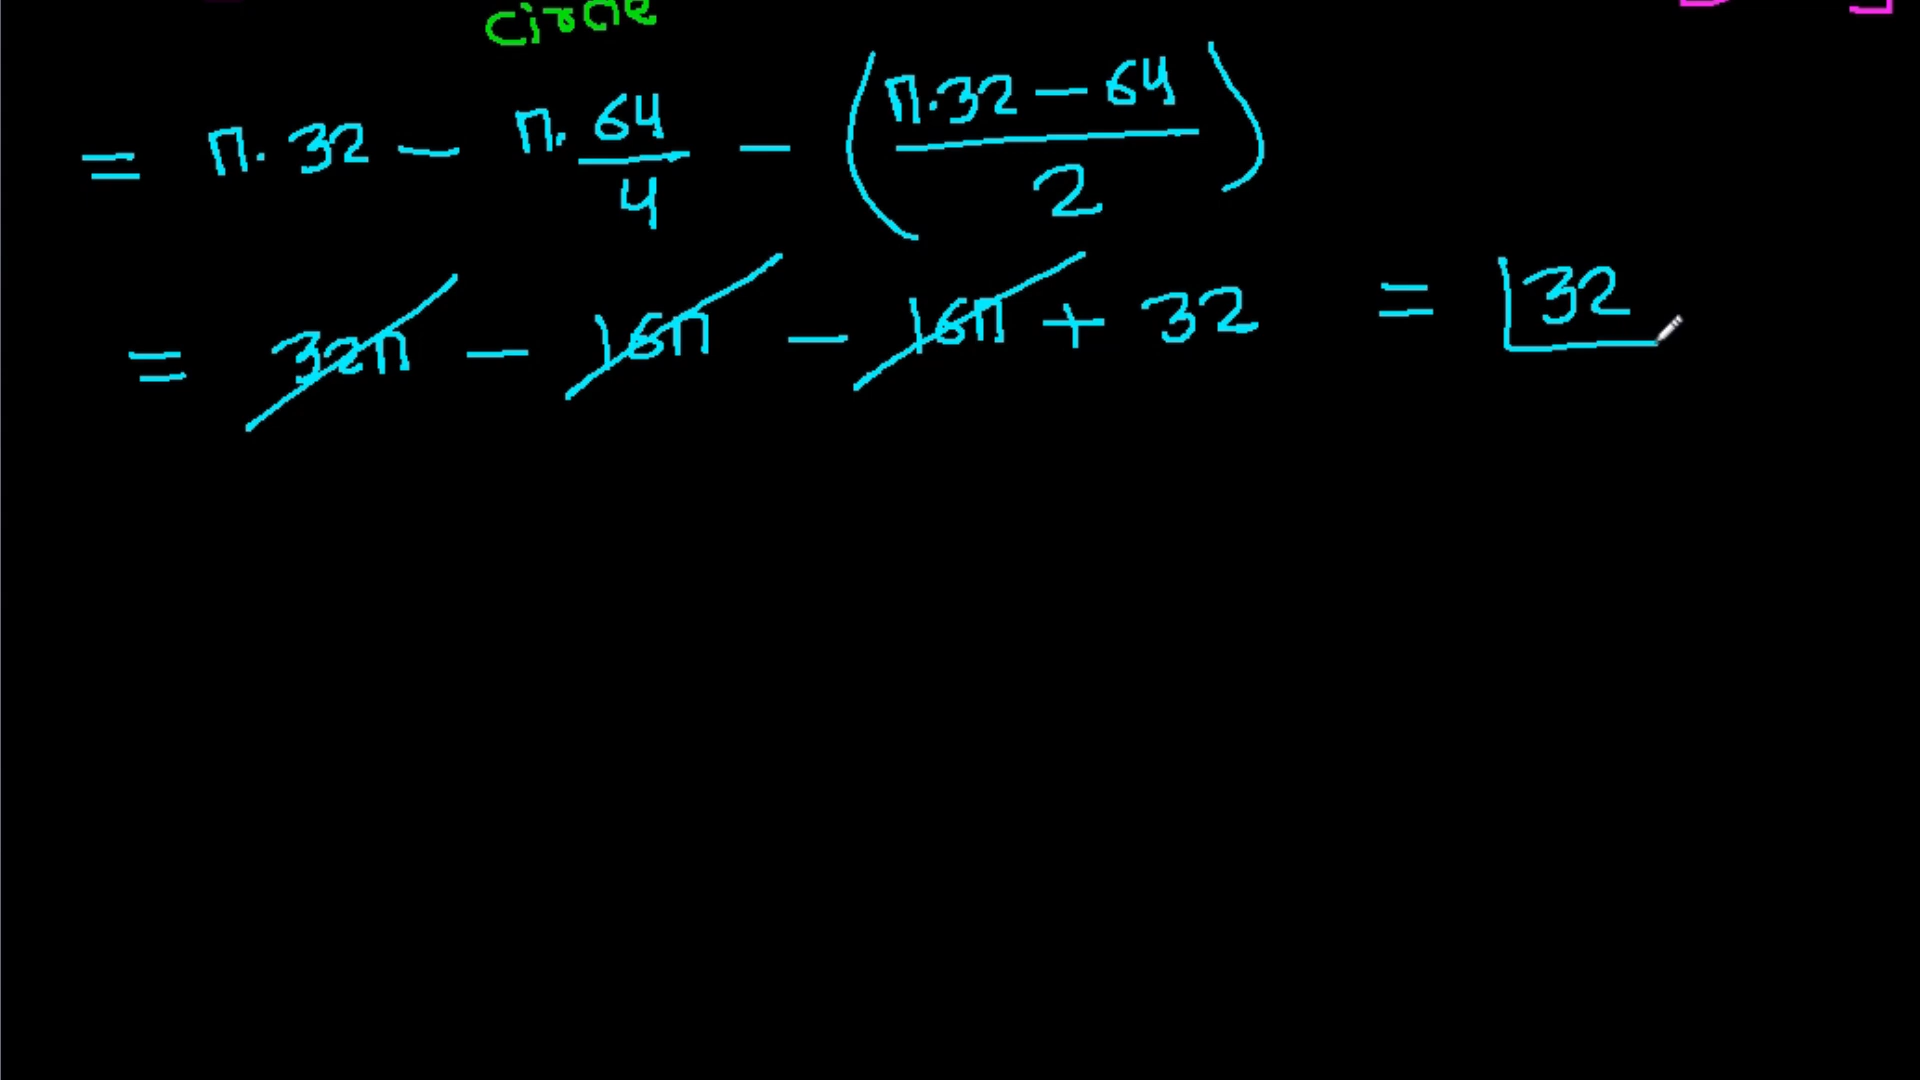 circle
= π.32 − π.64/4 − (π.32 − 64/2)
= 32π − 16π − 16π + 32 = 32